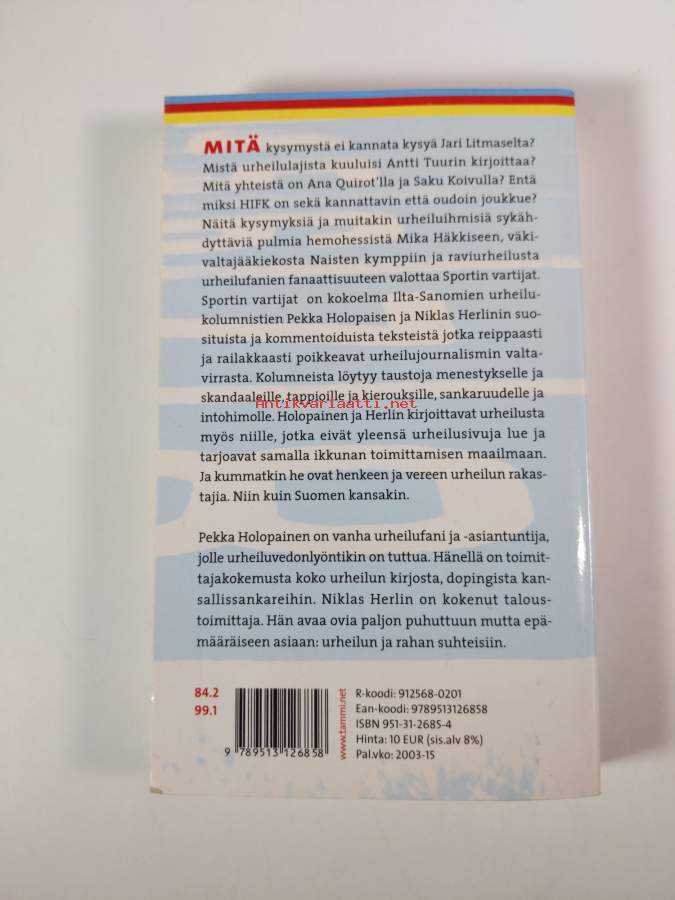 MITÄ kysymystä ei kannata kysyä Jari Litmaselta?
Mistä urheilulajista kuuluisi Antti Tuurin kirjoittaa?
Mitä yhteistä on Ana Quirot'lla ja Saku Koivulla? Entä
miksi HIFK on sekä kannattavin että oudoin joukkue?
Näitä kysymyksiä ja muitakin urheiluihmisiä sykäh-
dyttäviä pulmia hemohessistä Mika Häkkiseen, väki-
valtajääkiekosta Naisten kymppiin ja raviurheilusta
urheilufanien fanaattisuuteen valottaa Sportin vartijat.
Sportin vartijat on kokoelma Ilta-Sanomien urheilu-
kolumnistien Pekka Holopaisen ja Niklas Herlinin suo-
situista ja kommentoiduista teksteistä jotka reippaasti
ja railakkaasti poikkeavat urheilujournalismin valta-
virrasta. Kolumneista löytyy taustoja menestykselle ja
skandaaleille, tappioille ja kierouksille, sankaruudelle ja
Antikvariaatti.net
intohimolle. Holopainen ja Herlin kirjoittavat urheilusta
myös niille, jotka eivät yleensä urheilusivuja lue ja
tarjoavat samalla ikkunan toimittamisen maailmaan.
Ja kummatkin he ovat henkeen ja vereen urheilun rakas-
tajia. Niin kuin Suomen kansakin.
Pekka Holopainen on vanha urheilufani ja -asiantuntija,
jolle urheiluvedonlyöntikin on tuttua. Hänellä on toimit-
tajakokemusta koko urheilun kirjosta, dopingista kan-
sallissankareihin. Niklas Herlin on kokenut talous-
toimittaja. Hän avaa ovia paljon puhuttuun mutta epä-
määräiseen asiaan: urheilun ja rahan suhteisiin.
84.2
99.1
9 789513 126858
www.tammi.net
R-koodi: 912568-0201
Ean-koodi: 9789513126858
ISBN 951-31-2685-4
Hinta: 10 EUR (sis.alv 8%)
Pal.vko: 2003-15